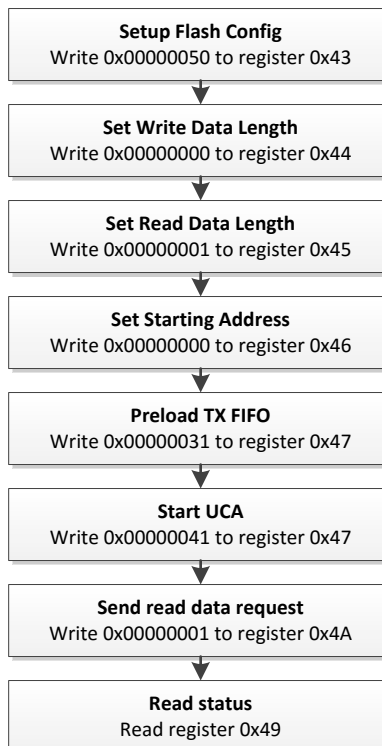 Setup Flash Config
Write 0x00000050 to register 0x43
Set Write Data Length
Write 0x00000000 to register 0x44
Set Read Data Length
Write 0x00000001 to register 0x45
Set Starting Address
Write 0x00000000 to register 0x46
Preload TX FIFO
Write 0x00000031 to register 0x47
Start UCA
Write 0x00000041 to register 0x47
Send read data request
Write 0x00000001 to register 0x4A
Read status
Read register 0x49